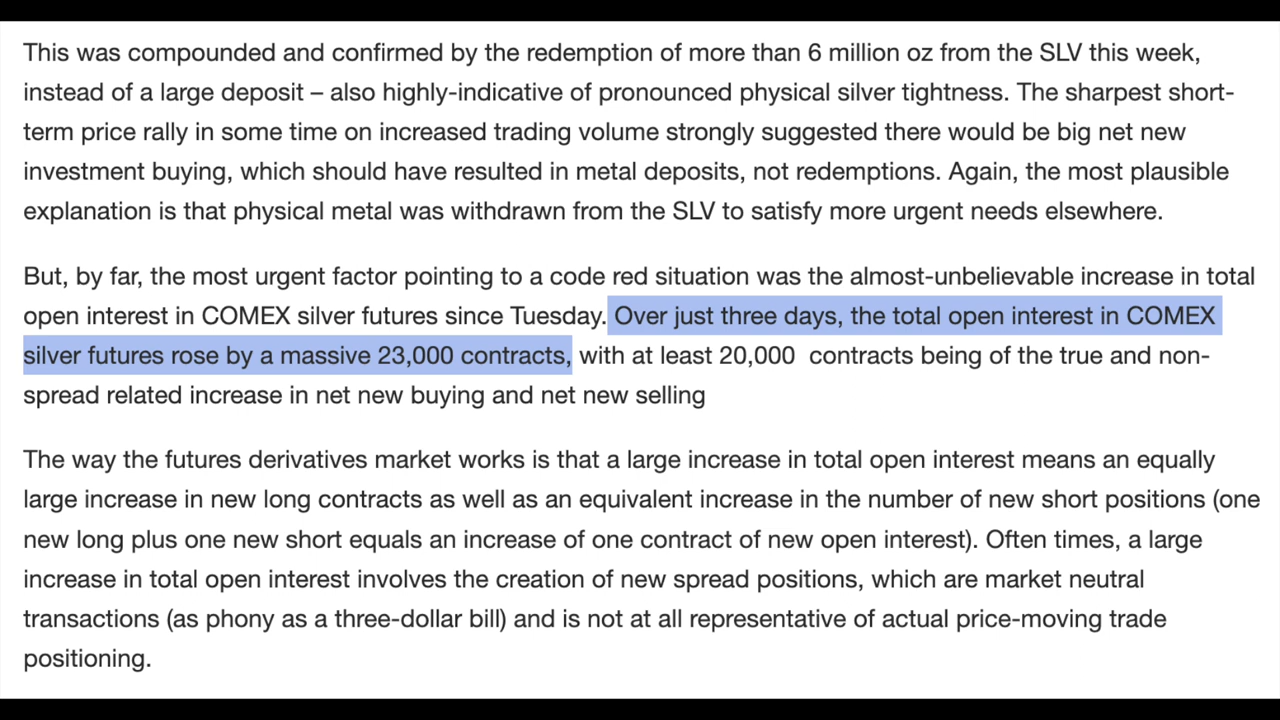 This was compounded and confirmed by the redemption of more than 6 million oz from the SLV this week,
instead of a large deposit – also highly-indicative of pronounced physical silver tightness. The sharpest short-
term price rally in some time on increased trading volume strongly suggested there would be big net new
investment buying, which should have resulted in metal deposits, not redemptions. Again, the most plausible
explanation is that physical metal was withdrawn from the SLV to satisfy more urgent needs elsewhere.
But, by far, the most urgent factor pointing to a code red situation was the almost-unbelievable increase in total
open interest in COMEX silver futures since Tuesday. Over just three days, the total open interest in COMEX
silver futures rose by a massive 23,000 contracts, with at least 20,000  contracts being of the true and non-
spread related increase in net new buying and net new selling
The way the futures derivatives market works is that a large increase in total open interest means an equally
large increase in new long contracts as well as an equivalent increase in the number of new short positions (one
new long plus one new short equals an increase of one contract of new open interest). Often times, a large
increase in total open interest involves the creation of new spread positions, which are market neutral
transactions (as phony as a three-dollar bill) and is not at all representative of actual price-moving trade
positioning.